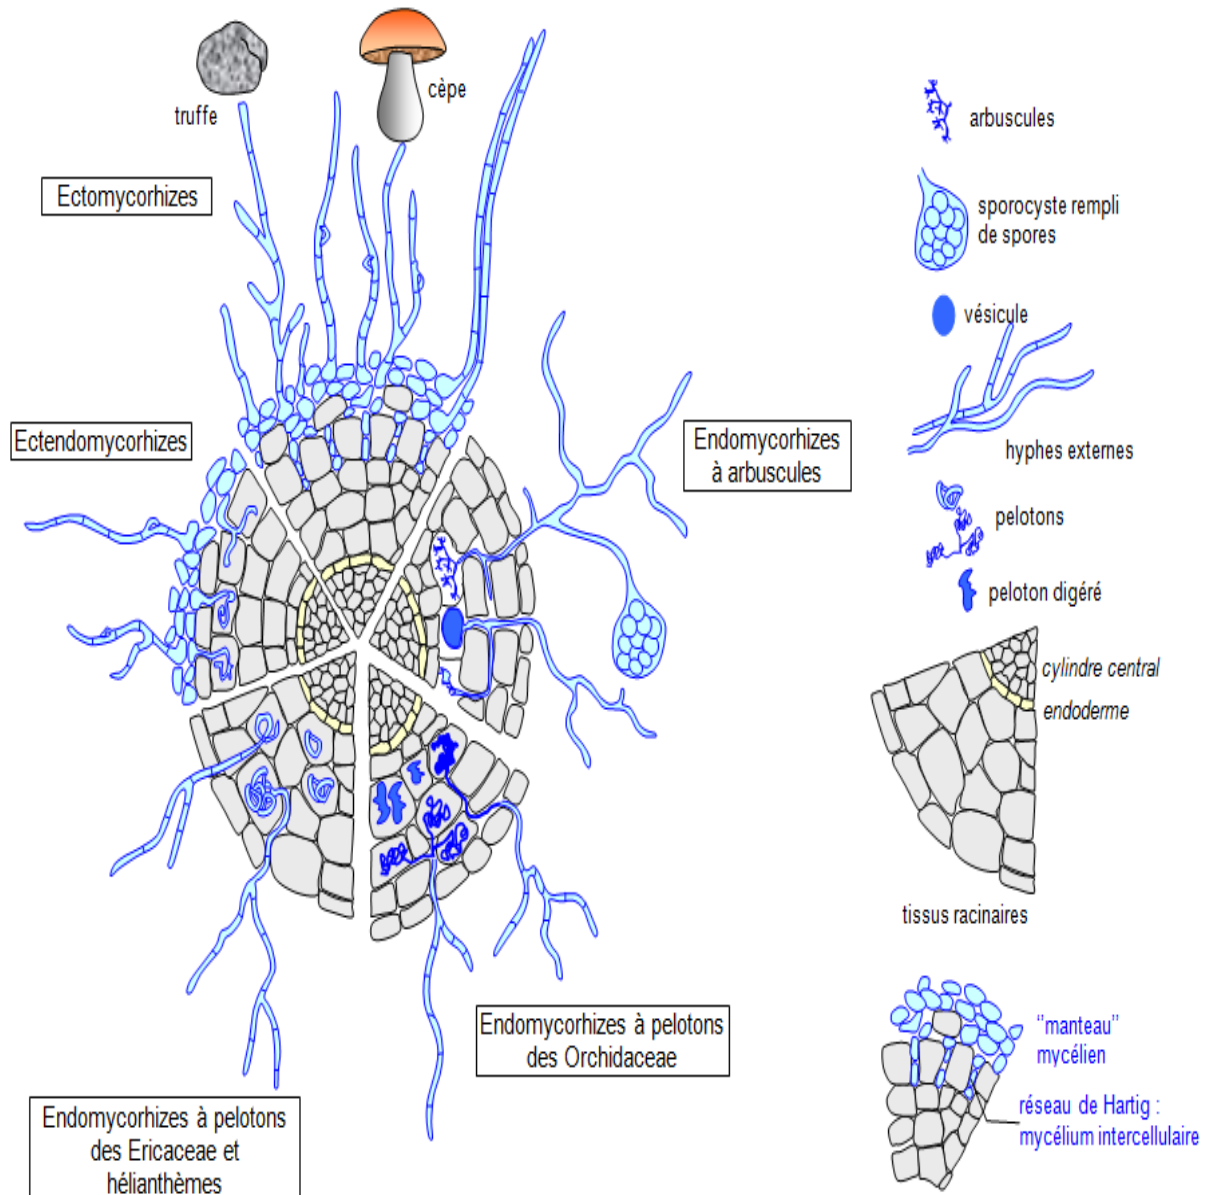 truffe
cèpe
Ectomycorhizes
Ectendomycorhizes
Endomycorhizes
à arbuscules
Endomycorhizes à pelotons
des Orchidaceae
Endomycorhizes à pelotons
des Ericaceae et
hélianthèmes
arbuscules
sporocyste rempli
de spores
vésicule
hyphes externes
pelotons
peloton digéré
cylindre central
endoderme
tissus racinaires
"manteau"
mycélien
réseau de Hartig :
mycélium intercellulaire